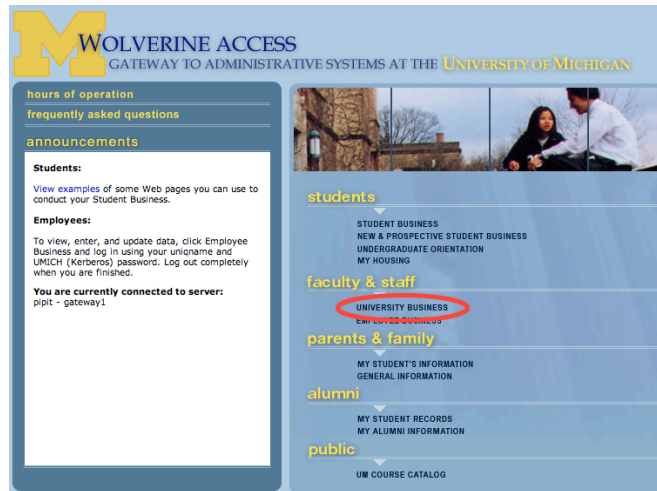 WOLVERINE ACCESS
GATEWAY TO ADMINISTRATIVE SYSTEMS AT THE UNIVERSITY OF MICHIGAN
hours of operation
frequently asked questions
announcements
Students:
View examples of some Web pages you can use to
conduct your Student Business.
Employees:
To view, enter, and update data, click Employee
Business and log in using your uniqname and
UMICH (Kerberos) password. Log out completely
when you are finished.
You are currently connected to server:
pipit - gateway1
students
STUDENT BUSINESS
NEW & PROSPECTIVE STUDENT BUSINESS
UNDERGRADUATE ORIENTATION
MY HOUSING
faculty & staff
UNIVERSITY BUSINESS
EMPLOYEE BUSINESS
parents & family
MY STUDENT'S INFORMATION
GENERAL INFORMATION
alumni
MY STUDENT RECORDS
MY ALUMNI INFORMATION
public
UM COURSE CATALOG